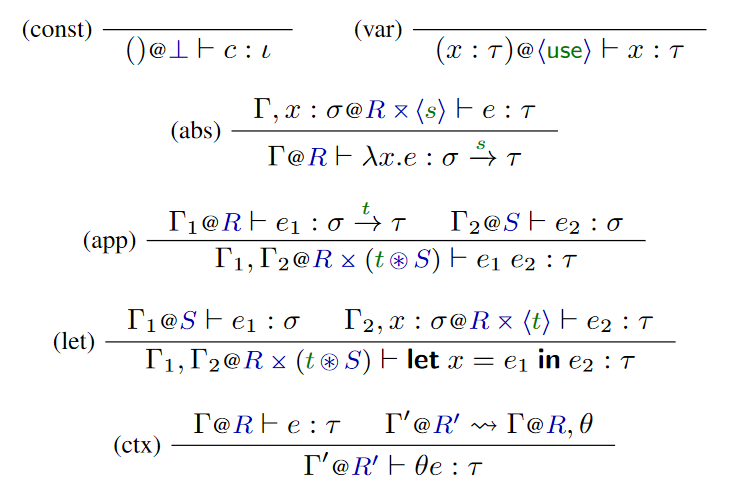 (const) ()@⊥ ⊢ c : ι (var) (x : τ)@⟨use⟩ ⊢ x : τ
Γ, x : σ@R ×̅ ⟨s⟩ ⊢ e : τ
(abs)
Γ@R ⊢ λx.e : σ –s→ τ
Γ₁@R ⊢ e₁ : σ –t→ τ Γ₂@S ⊢ e₂ : σ
(app)
Γ₁, Γ₂@R ⨱ (t ⊛ S) ⊢ e₁ e₂ : τ
Γ₁@S ⊢ e₁ : σ Γ₂, x : σ@R ×̅ ⟨t⟩ ⊢ e₂ : τ
(let)
Γ₁, Γ₂@R ⨱ (t ⊛ S) ⊢ let x = e₁ in e₂ : τ
Γ@R ⊢ e : τ Γ′@R′ ⇝ Γ@R, θ
(ctx)
Γ′@R′ ⊢ θe : τ